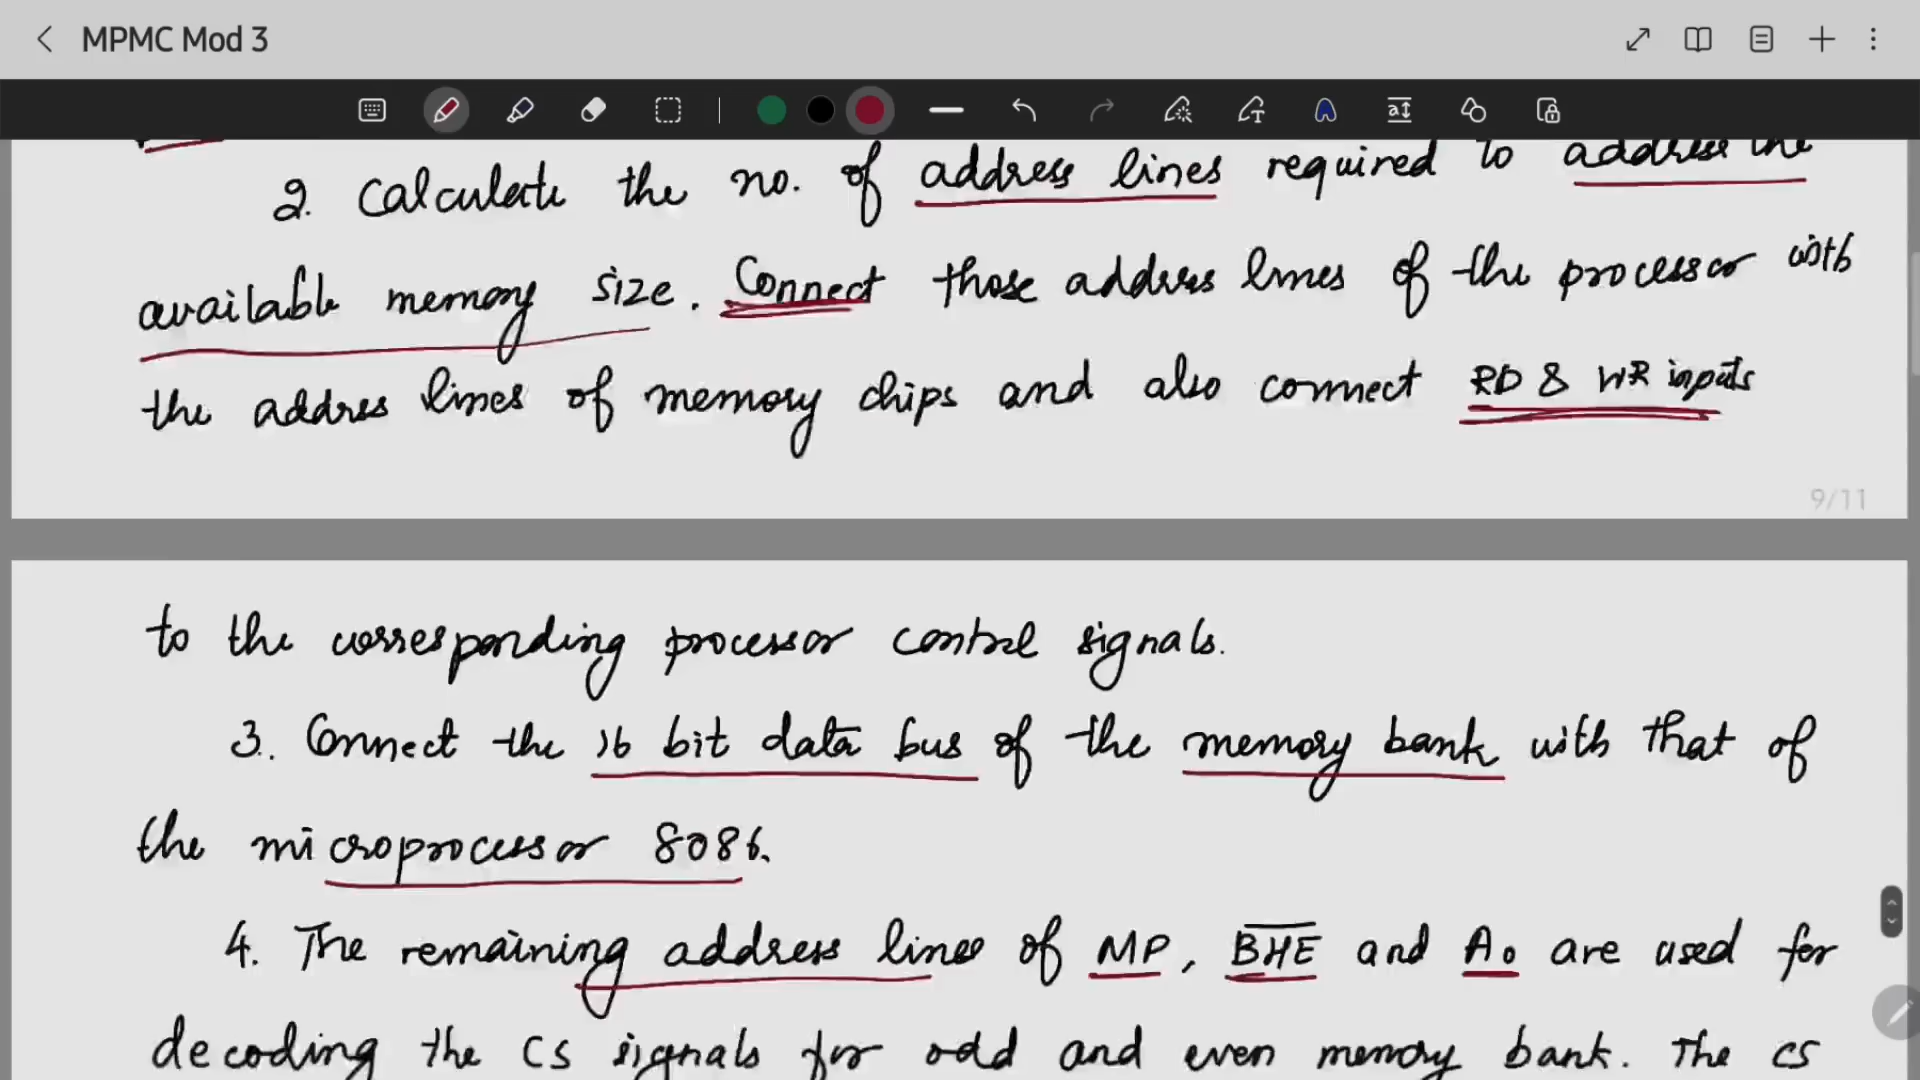 MPMC Mod 3
2. Calculate the no. of address lines required to address the
available memory size. Connect those address lines of the processor with
the addres lines of memory chips and also connect RD & WR inputs
9/11
to the corresponding processor control signals.
3. Connect the 16 bit data bus of the memory bank with that of
the microprocessor 8086.
4. The remaining address lines of MP, B̅H̅E̅ and A0 are used for
decoding the CS signals for odd and even memory bank. The CS